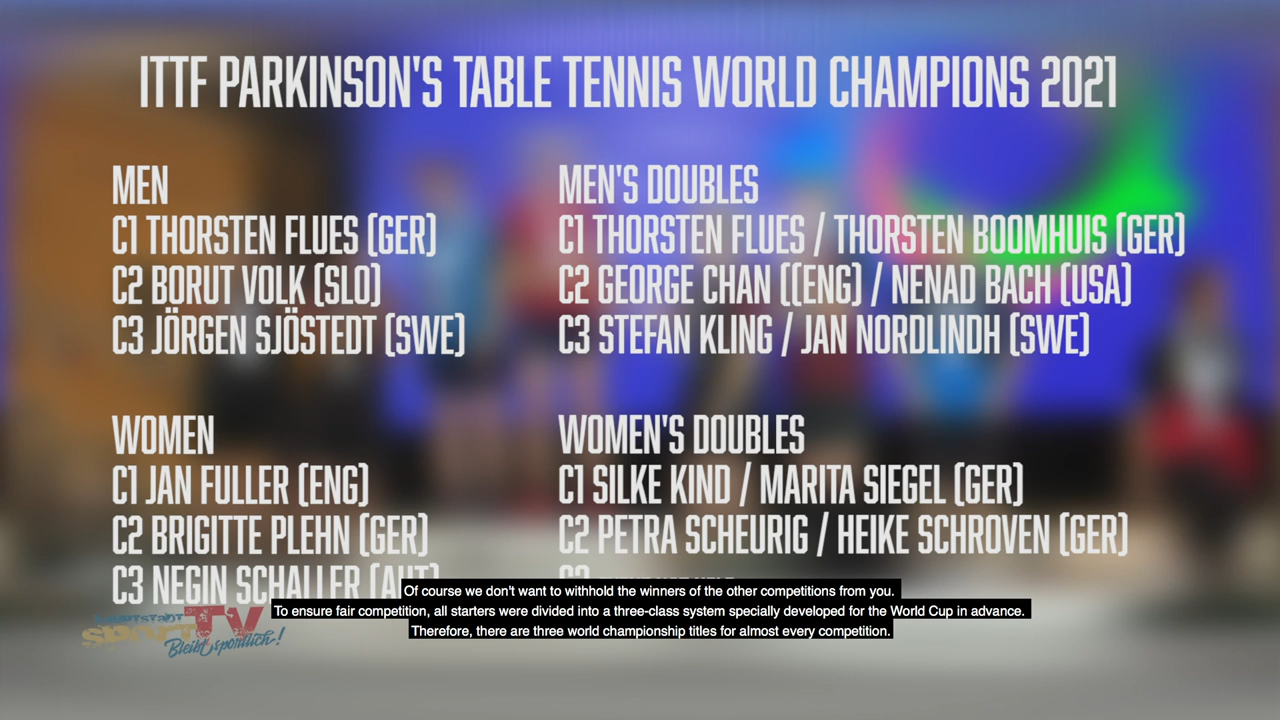 ITTF PARKINSON'S TABLE TENNIS WORLD CHAMPIONS 2021
MEN
C1 THORSTEN FLUES (GER)
C2 BORUT VOLK (SLO)
C3 JÖRGEN SJÖSTEDT (SWE)
MEN'S DOUBLES
C1 THORSTEN FLUES / THORSTEN BOOMHUIS (GER)
C2 GEORGE CHAN ((ENG) / NENAD BACH (USA)
C3 STEFAN KLING / JAN NORDLINDH (SWE)
WOMEN
C1 JAN FULLER (ENG)
C2 BRIGITTE PLEHN (GER)
C3 NEGIN SCHALLER (AUT)
WOMEN'S DOUBLES
C1 SILKE KIND / MARITA SIEGEL (GER)
C2 PETRA SCHEURIG / HEIKE SCHROVEN (GER)
C3
Of course we don't want to withhold the winners of the other competitions from you.
To ensure fair competition, all starters were divided into a three-class system specially developed for the World Cup in advance.
Therefore, there are three world championship titles for almost every competition.
sport TV
Bleibt sportlich!